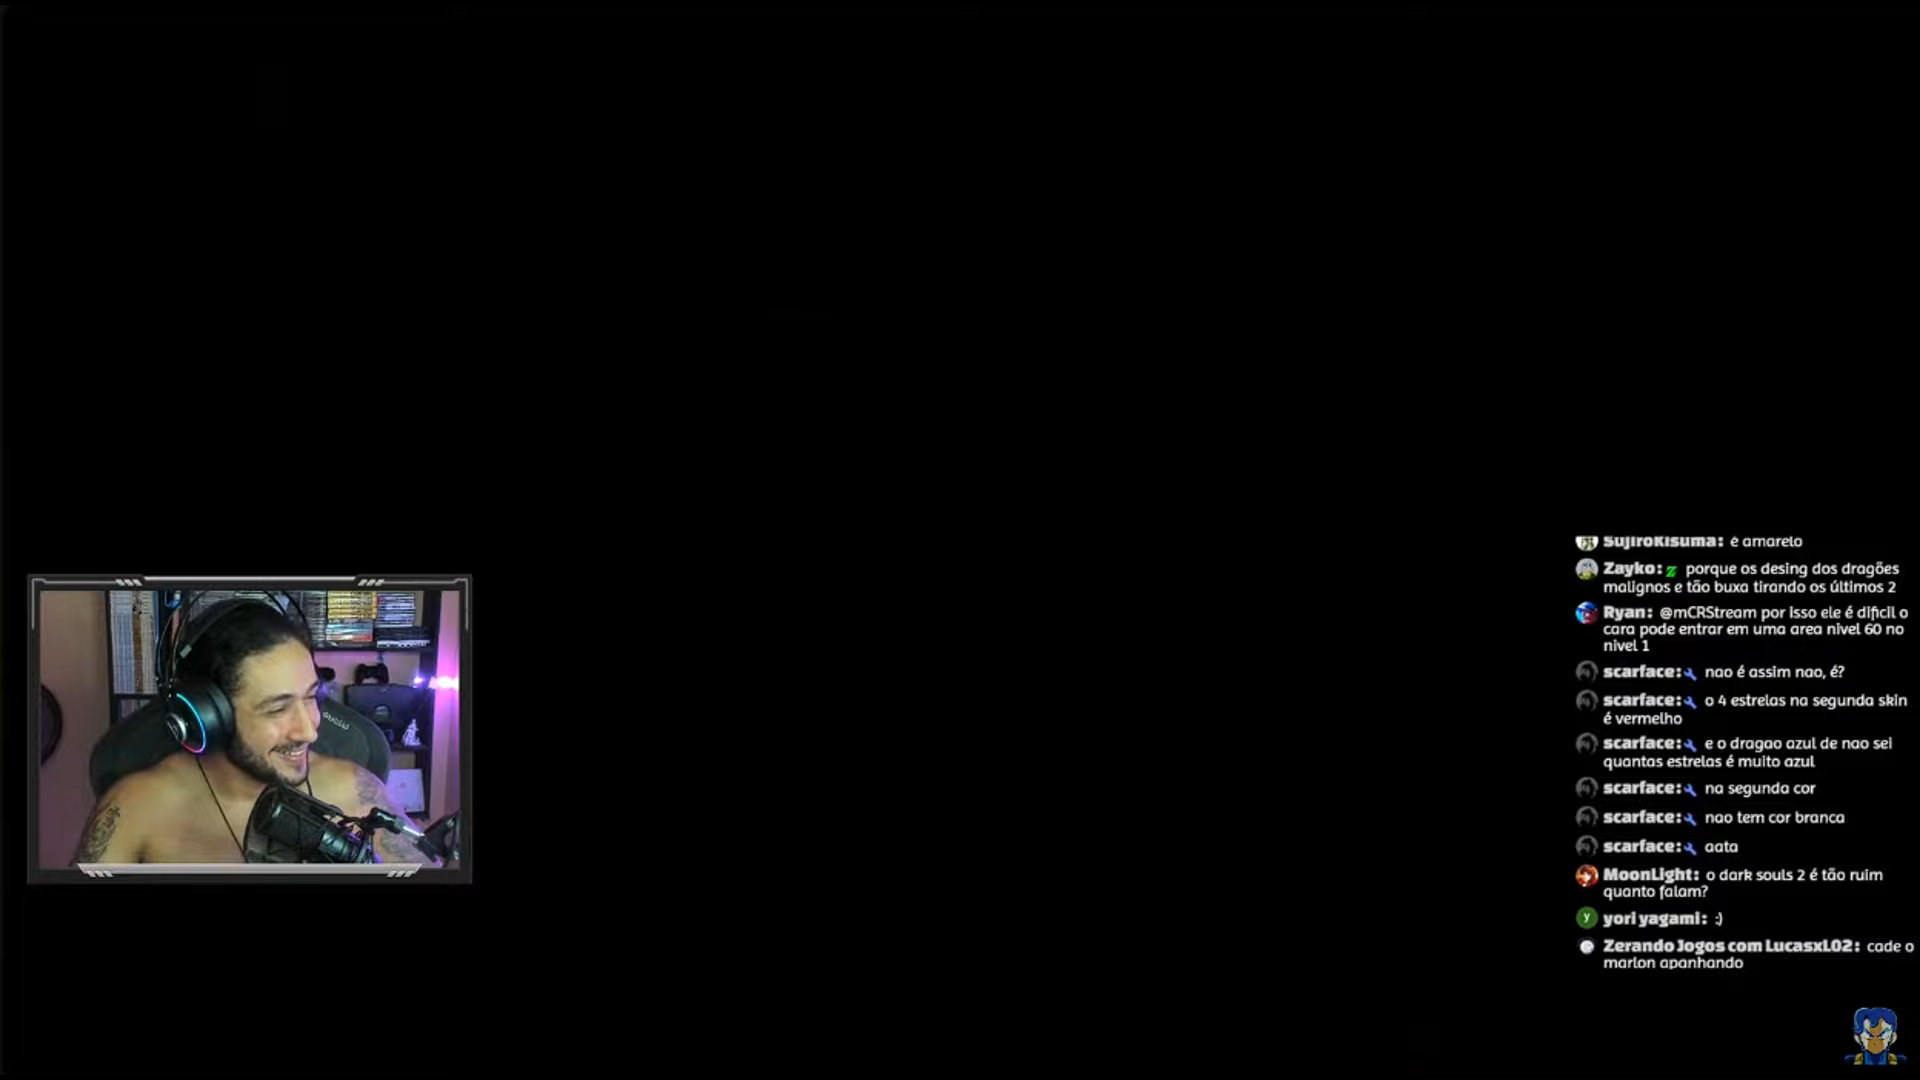 SujiroKisuma: é amarelo
Zayko: porque os desing dos dragões
malignos e tão buxa tirando os últimos 2
Ryan: @mCRStream por isso ele é dificil o
cara pode entrar em uma area nivel 60 no
nivel 1
scarface: nao é assim nao, é?
scarface: o 4 estrelas na segunda skin
é vermelho
scarface: e o dragao azul de nao sei
quantas estrelas é muito azul
scarface: na segunda cor
scarface: nao tem cor branca
scarface: aata
MoonLight: o dark souls 2 é tão ruim
quanto falam?
y yori yagami: :)
Zerando Jogos com LucasxL02: cade o
marlon apanhando